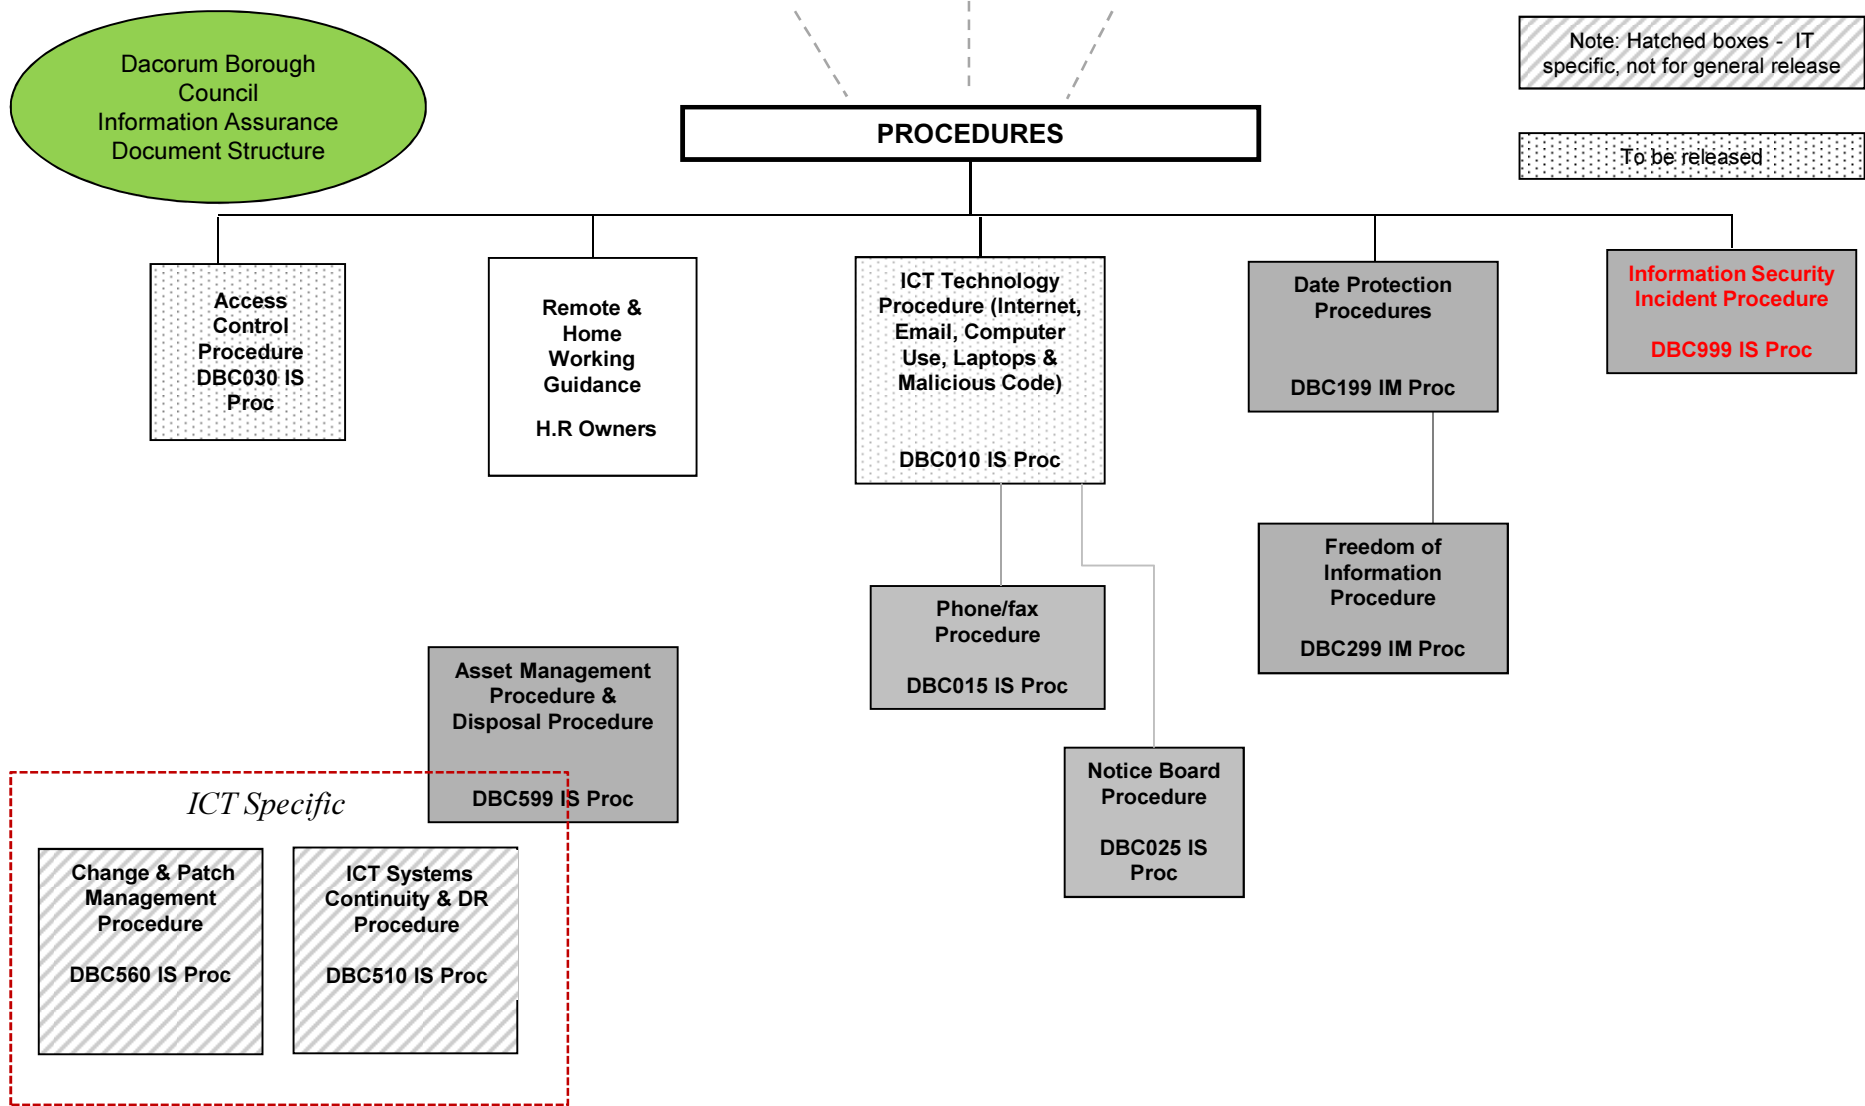 Dacorum Borough
Council
Information Assurance
Document Structure
Note: Hatched boxes - IT
specific, not for general release
PROCEDURES
To be released
Access
Control
Procedure
DBC030 IS
Proc
Remote &
Home
Working
Guidance
H.R Owners
ICT Technology
Procedure (Internet,
Email, Computer
Use, Laptops &
Malicious Code)
DBC010 IS Proc
Date Protection
Procedures
DBC199 IM Proc
Information Security
Incident Procedure
DBC999 IS Proc
Freedom of
Information
Procedure
DBC299 IM Proc
Phone/fax
Procedure
DBC015 IS Proc
Asset Management
Procedure &
Disposal Procedure
DBC599 IS Proc
Notice Board
Procedure
DBC025 IS
Proc
ICT Specific
Change & Patch
Management
Procedure
DBC560 IS Proc
ICT Systems
Continuity & DR
Procedure
DBC510 IS Proc